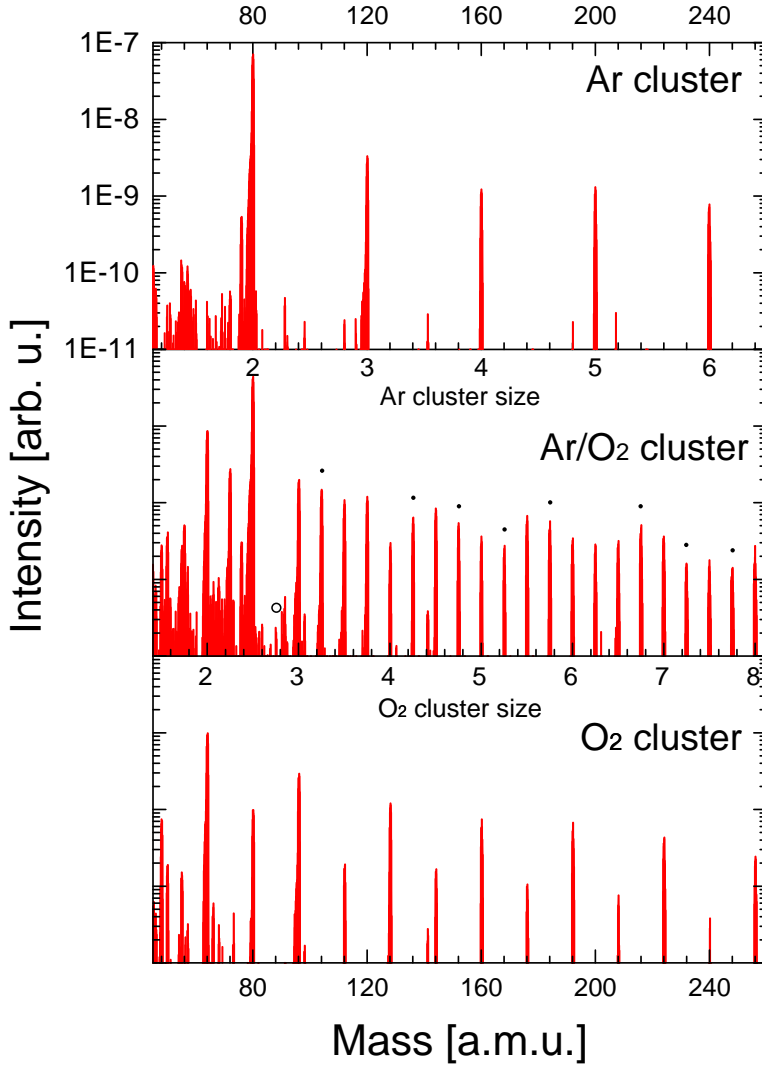 80 120 160 200 240
1E-7
Ar cluster
1E-8
1E-9
1E-10
1E-11
2 3 4 5 6
Ar cluster size
Ar/O2 cluster
Intensity [arb. u.]
2 3 4 5 6 7 8
O2 cluster size
O2 cluster
80 120 160 200 240
Mass [a.m.u.]